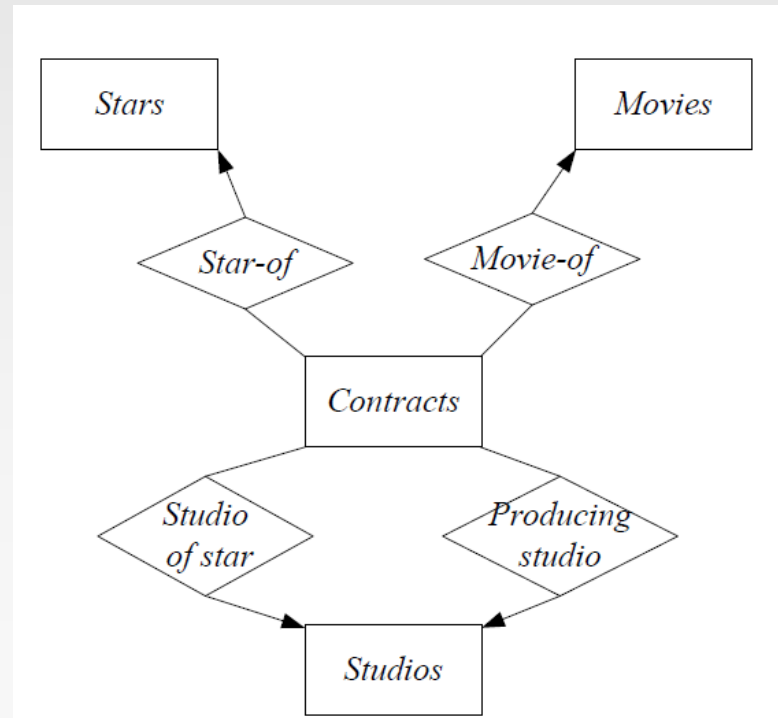 Stars
Movies
Star-of
Movie-of
Contracts
Studio
of star
Producing
studio
Studios